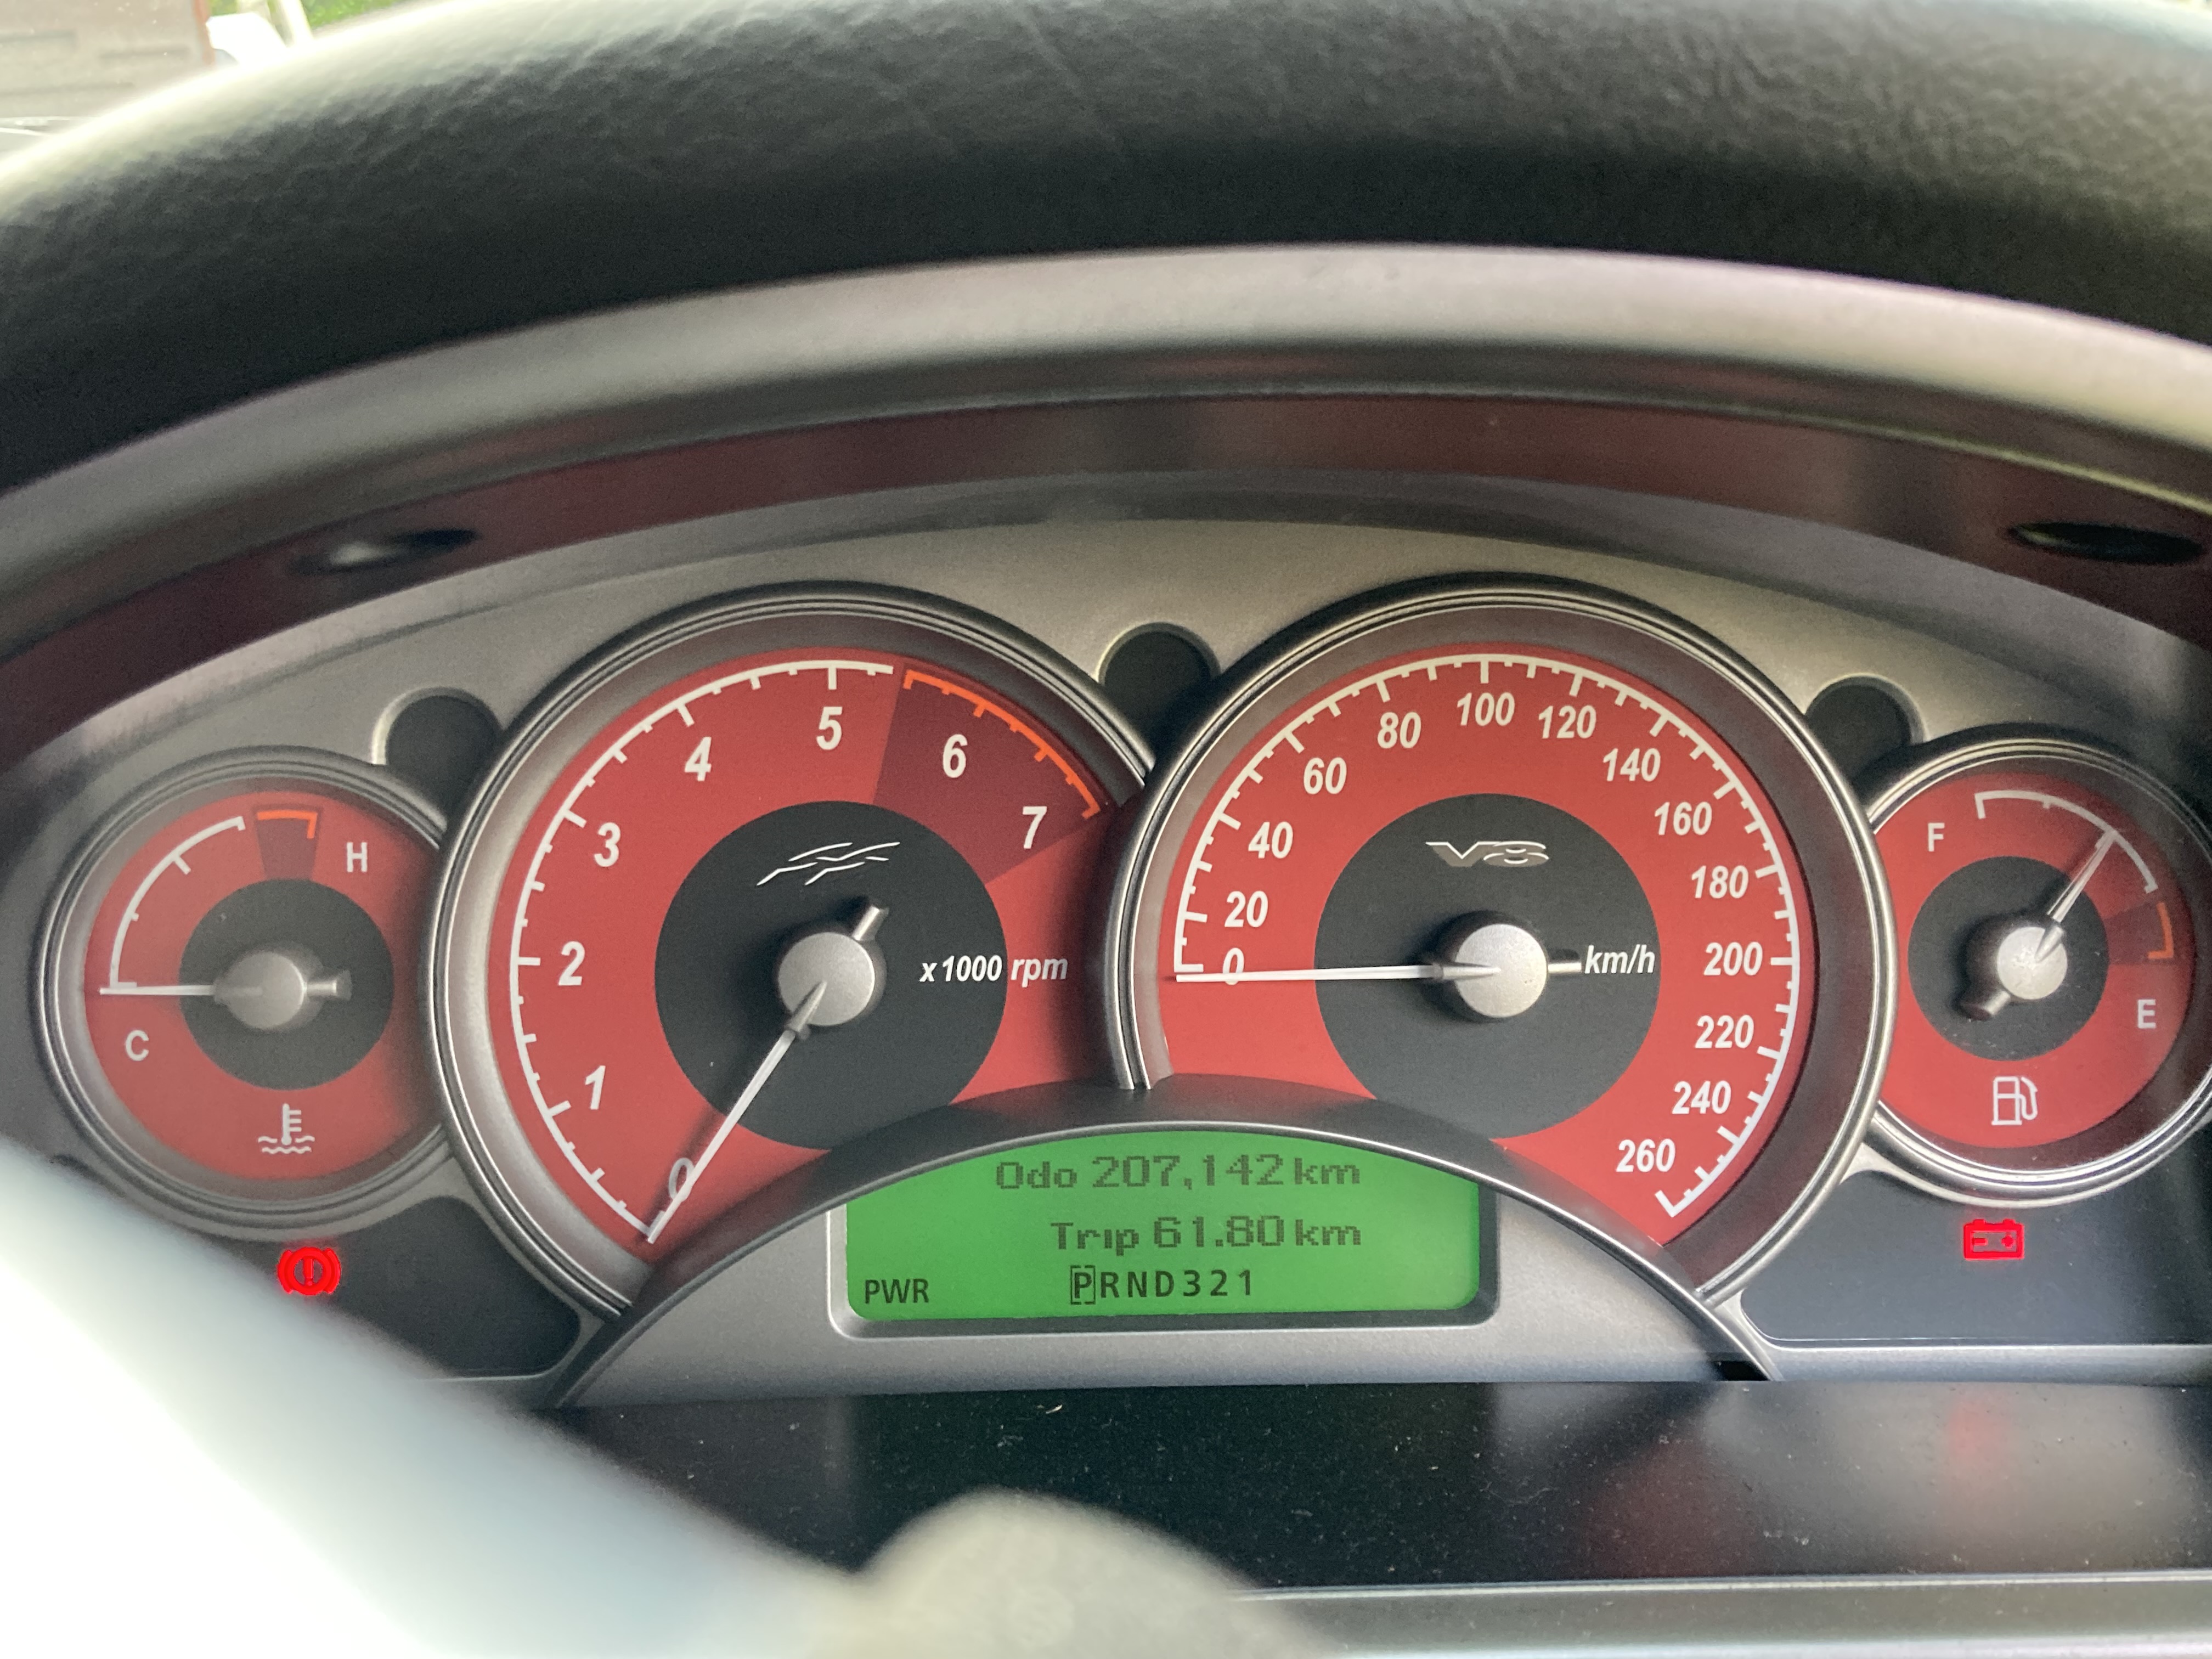 H
C
0
1
2
3
4
5
6
7
SS
x1000 rpm
0
20
40
60
80
100
120
140
160
180
200
220
240
260
V8
km/h
F
E
Odo 207,142 km
Trip 61.80 km
PWR PRND321